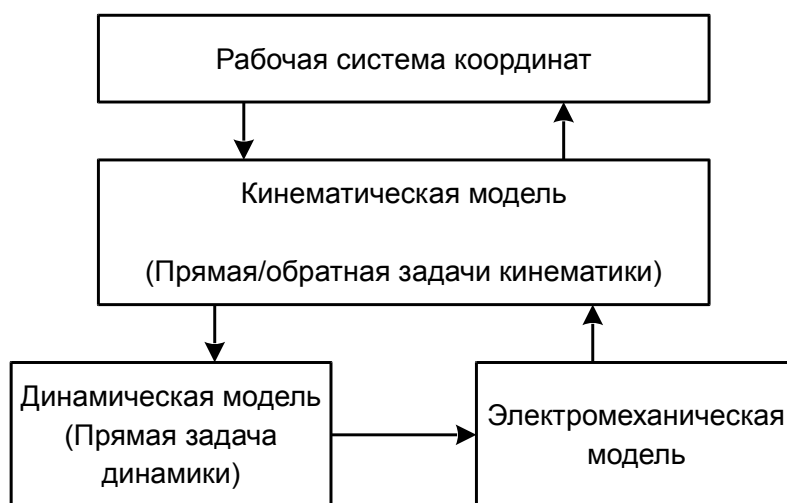 Рабочая система координат
Кинематическая модель
(Прямая/обратная задачи кинематики)
Динамическая модель
(Прямая задача
динамики)
Электромеханическая
модель